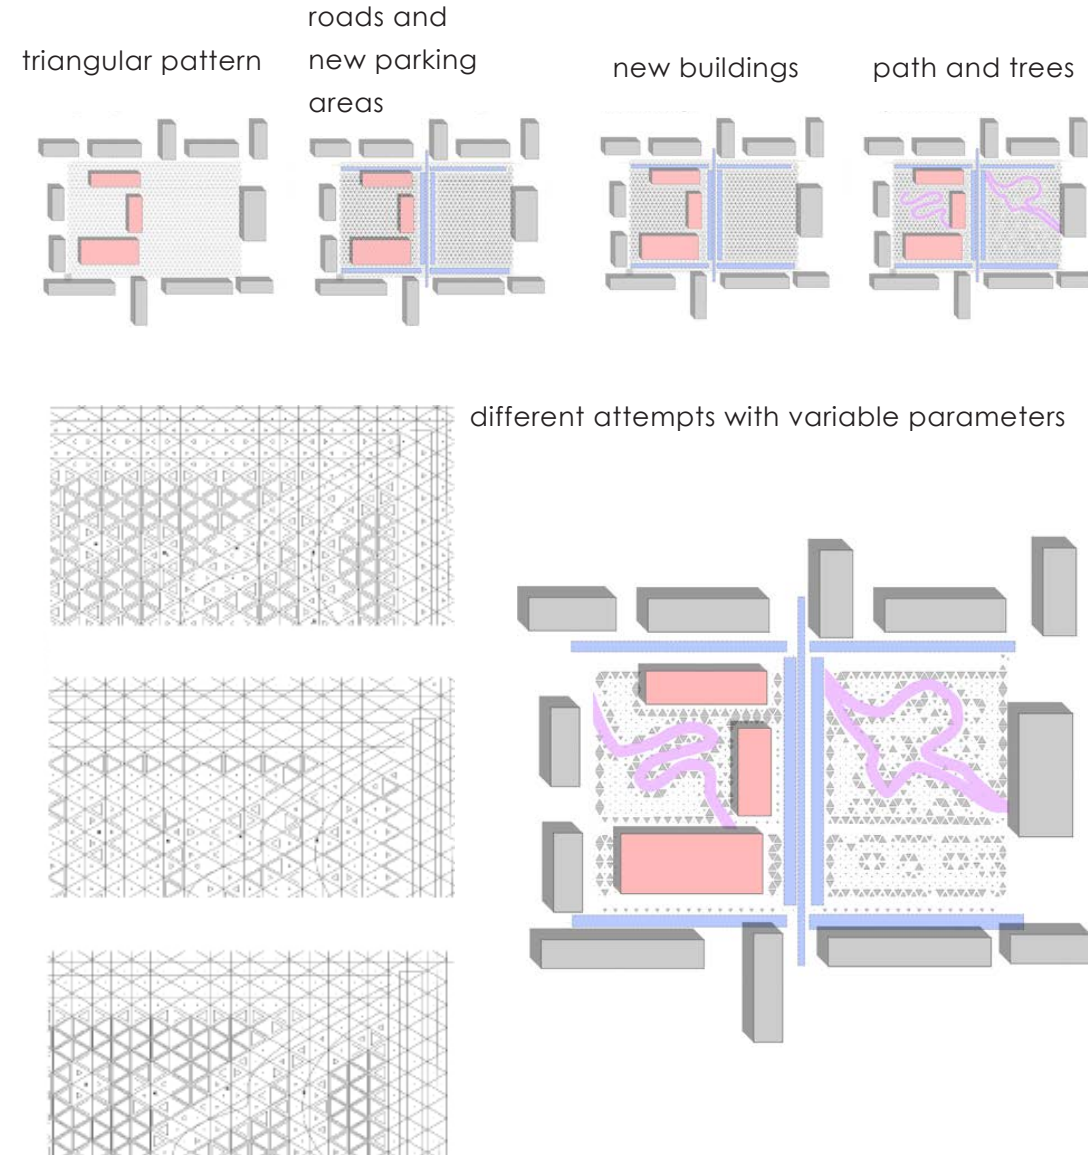 triangular pattern
roads and
new parking
areas
new buildings
path and trees
different attempts with variable parameters